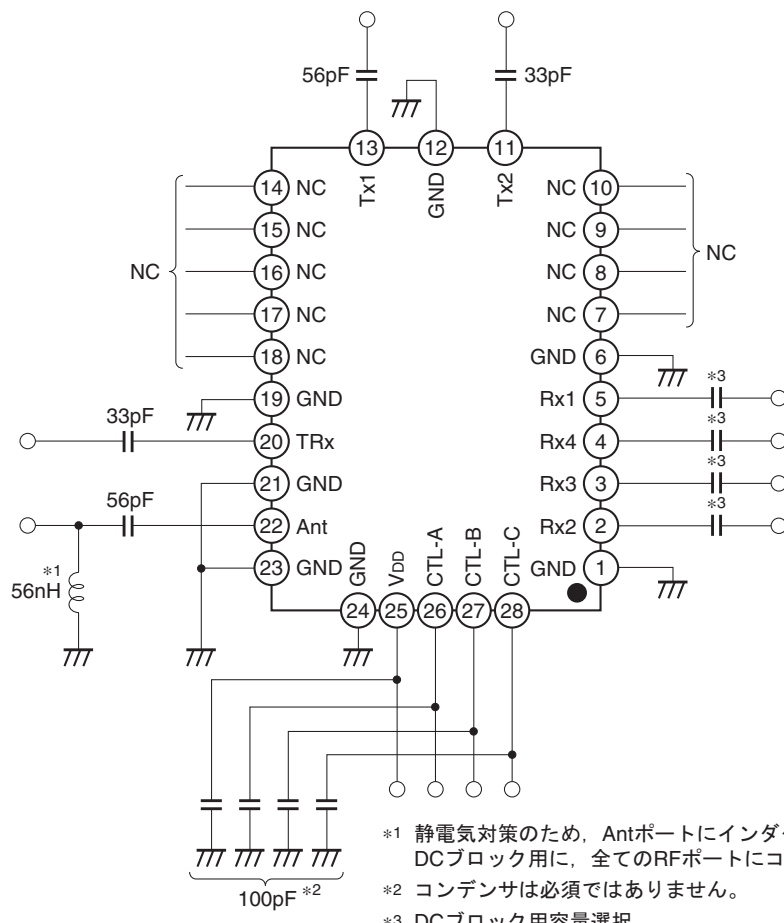 56pF
33pF
13
12
11
Tx1
GND
Tx2
14 NC
15 NC
16 NC
17 NC
18 NC
NC
19 GND
33pF
20 TRx
21 GND
56pF
22 Ant
23 GND
*1
56nH
NC 10
NC 9
NC 8
NC 7
NC
GND 6
Rx1 5
*3
Rx4 4
*3
Rx3 3
*3
Rx2 2
*3
GND 1
GND
VDD
CTL-A
CTL-B
CTL-C
24
25
26
27
28
100pF *2
*1 静電気対策のため，Antポートにインダ
DCブロック用に，全てのRFポートにコ
*2 コンデンサは必須ではありません。
*3 DCブロック用容量選択